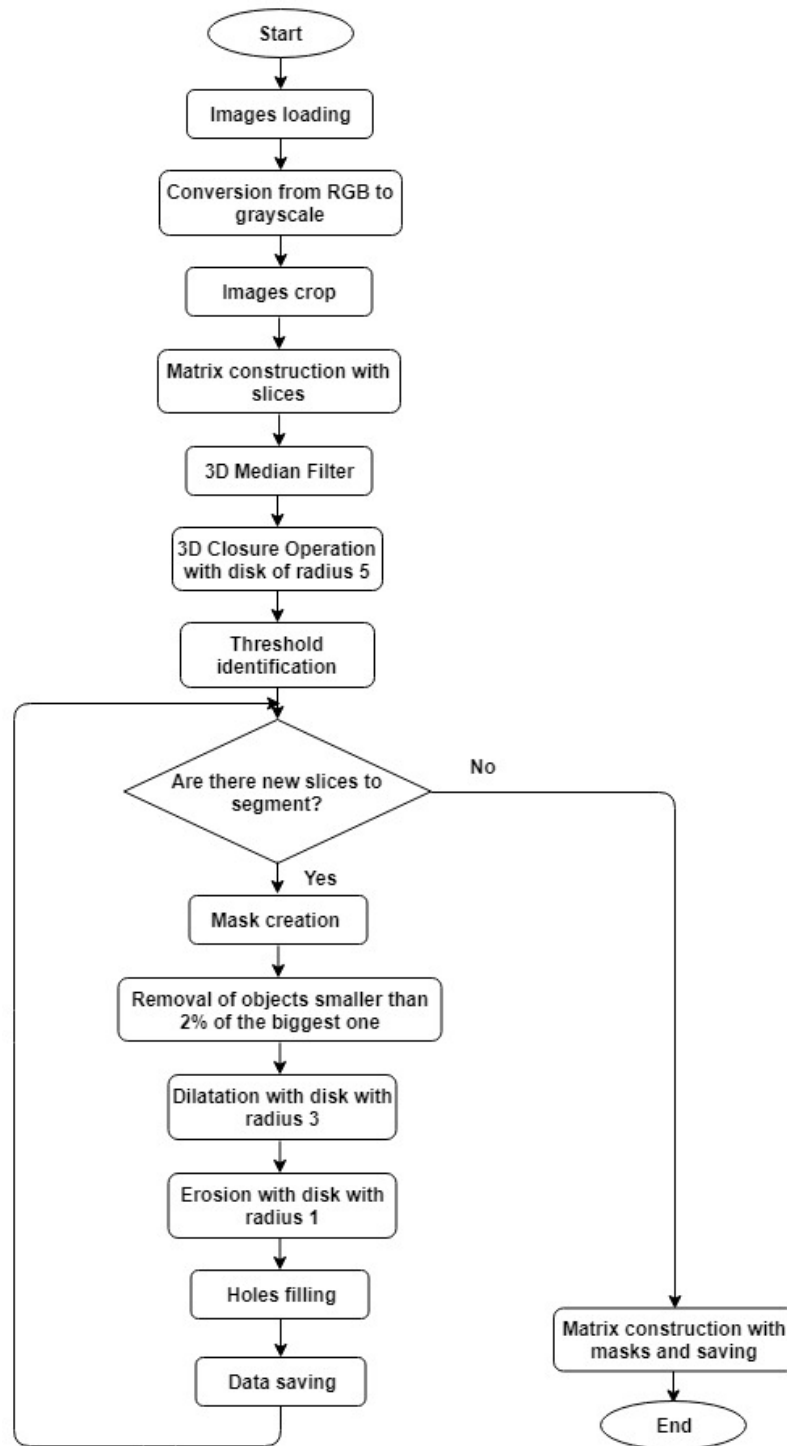 Start
Images loading
Conversion from RGB to
grayscale
Images crop
Matrix construction with
slices
3D Median Filter
3D Closure Operation
with disk of radius 5
Threshold
identification
Are there new slices to
segment?
No
Yes
Mask creation
Removal of objects smaller than
2% of the biggest one
Dilatation with disk with
radius 3
Erosion with disk with
radius 1
Holes filling
Data saving
Matrix construction with
masks and saving
End